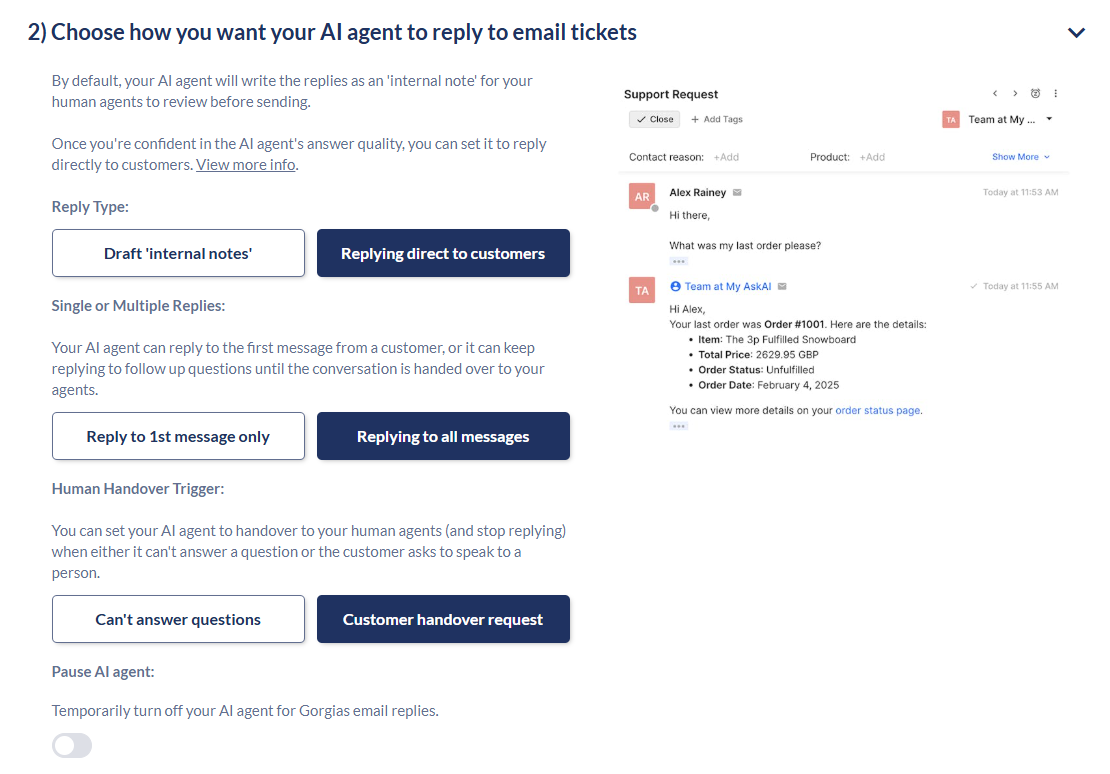 2) Choose how you want your AI agent to reply to email tickets
By default, your AI agent will write the replies as an 'internal note' for your
human agents to review before sending.
Once you're confident in the AI agent's answer quality, you can set it to reply
directly to customers. View more info.
Reply Type:
Draft 'internal notes'
Replying direct to customers
Single or Multiple Replies:
Your AI agent can reply to the first message from a customer, or it can keep
replying to follow up questions until the conversation is handed over to your
agents.
Reply to 1st message only
Replying to all messages
Human Handover Trigger:
You can set your AI agent to handover to your human agents (and stop replying)
when either it can't answer a question or the customer asks to speak to a
person.
Can't answer questions
Customer handover request
Pause AI agent:
Temporarily turn off your AI agent for Gorgias email replies.
Support Request
Close
+ Add Tags
TA
Team at My ...
Contact reason: +Add
Product: +Add
Show More
AR
Alex Rainey
Today at 11:53 AM
Hi there,
What was my last order please?
TA
Team at My AskAI
Today at 11:55 AM
Hi Alex,
Your last order was Order #1001. Here are the details:
• Item: The 3p Fulfilled Snowboard
• Total Price: 2629.95 GBP
• Order Status: Unfulfilled
• Order Date: February 4, 2025
You can view more details on your order status page.